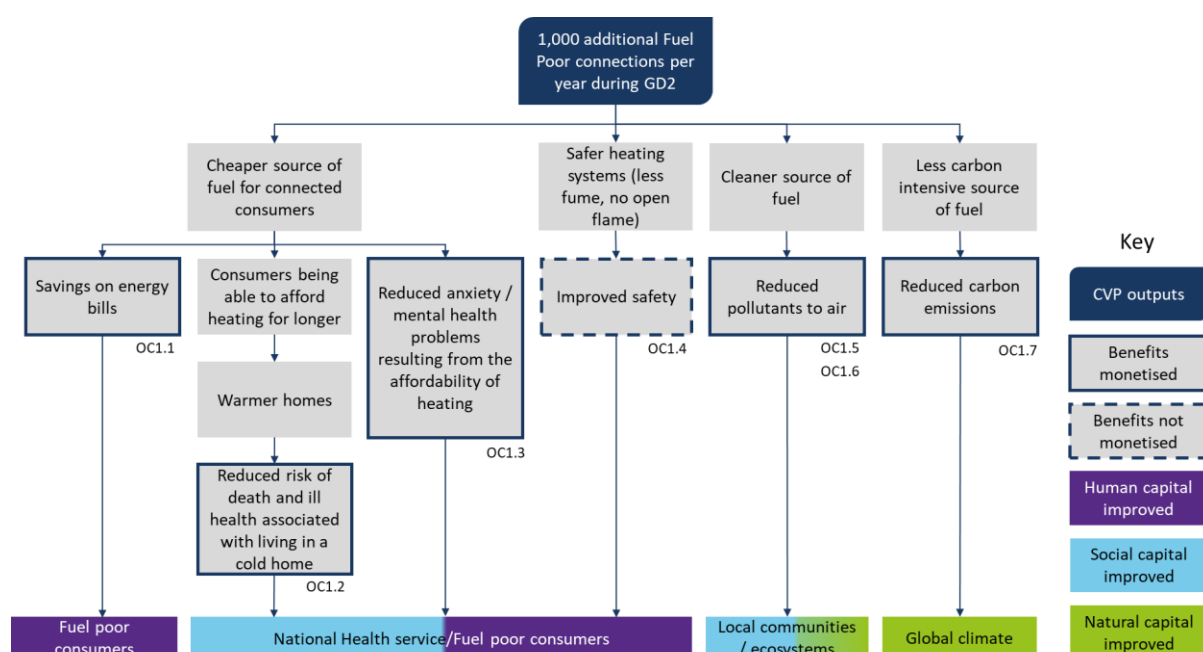 1,000 additional Fuel
Poor connections per
year during GD2
Cheaper source of
fuel for connected
consumers
Safer heating
systems (less
fume, no open
flame)
Cleaner source of
fuel
Less carbon
intensive source
of fuel
Savings on energy
bills
OC1.1
Consumers being
able to afford
heating for longer
Warmer homes
Reduced risk of
death and ill
health associated
with living in a
cold home
OC1.2
Reduced anxiety /
mental health
problems
resulting from the
affordability of
heating
OC1.3
Improved safety
OC1.4
Reduced
pollutants to air
OC1.5
OC1.6
Reduced carbon
emissions
OC1.7
Fuel poor
consumers
National Health service/Fuel poor consumers
Local communities
/ ecosystems
Global climate
Key
CVP outputs
Benefits
monetised
Benefits not
monetised
Human capital
improved
Social capital
improved
Natural capital
improved